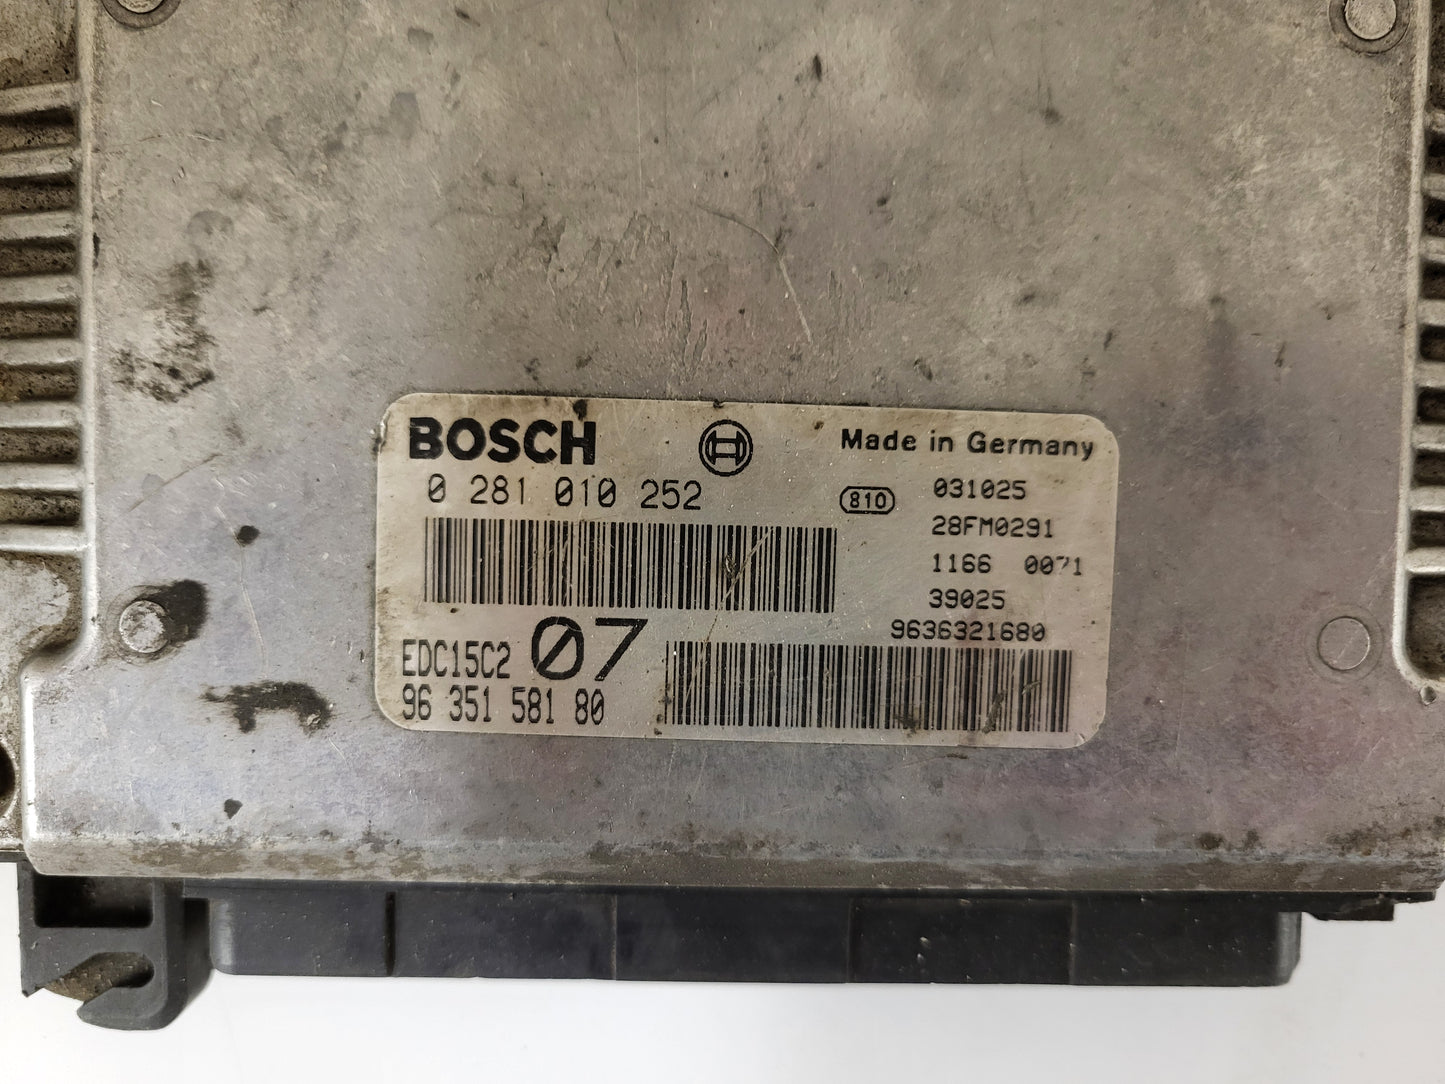 BOSCH
Made in Germany
0 281 010 252
810
031025
28FM0291
1166 0071
39025
EDC15C2 07
9636321680
96 351 581 80